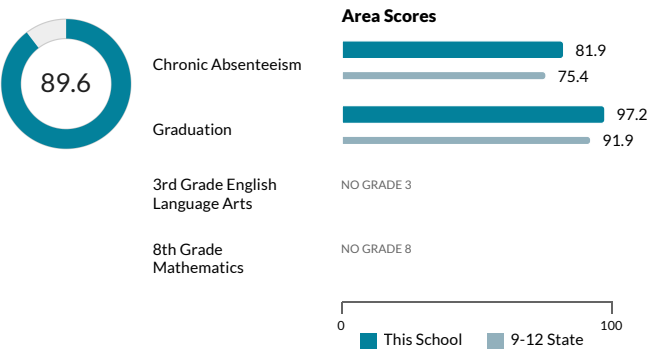 Area Scores
89.6
Chronic Absenteeism
81.9
75.4
Graduation
97.2
91.9
3rd Grade English
Language Arts
NO GRADE 3
8th Grade
Mathematics
NO GRADE 8
0
100
This School
9-12 State